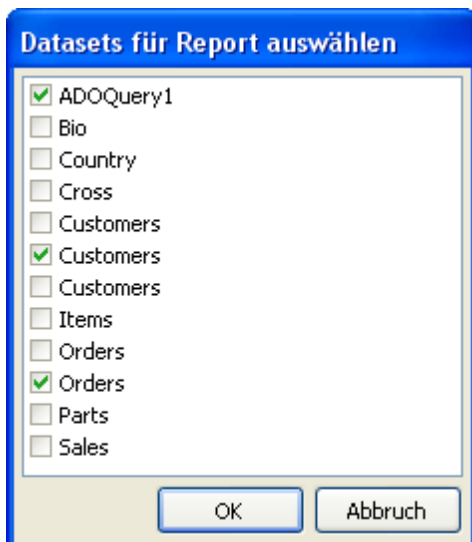 Datasets für Report auswählen
ADOQuery1
Bio
Country
Cross
Customers
Customers
Customers
Items
Orders
Orders
Parts
Sales
OK Abbruch